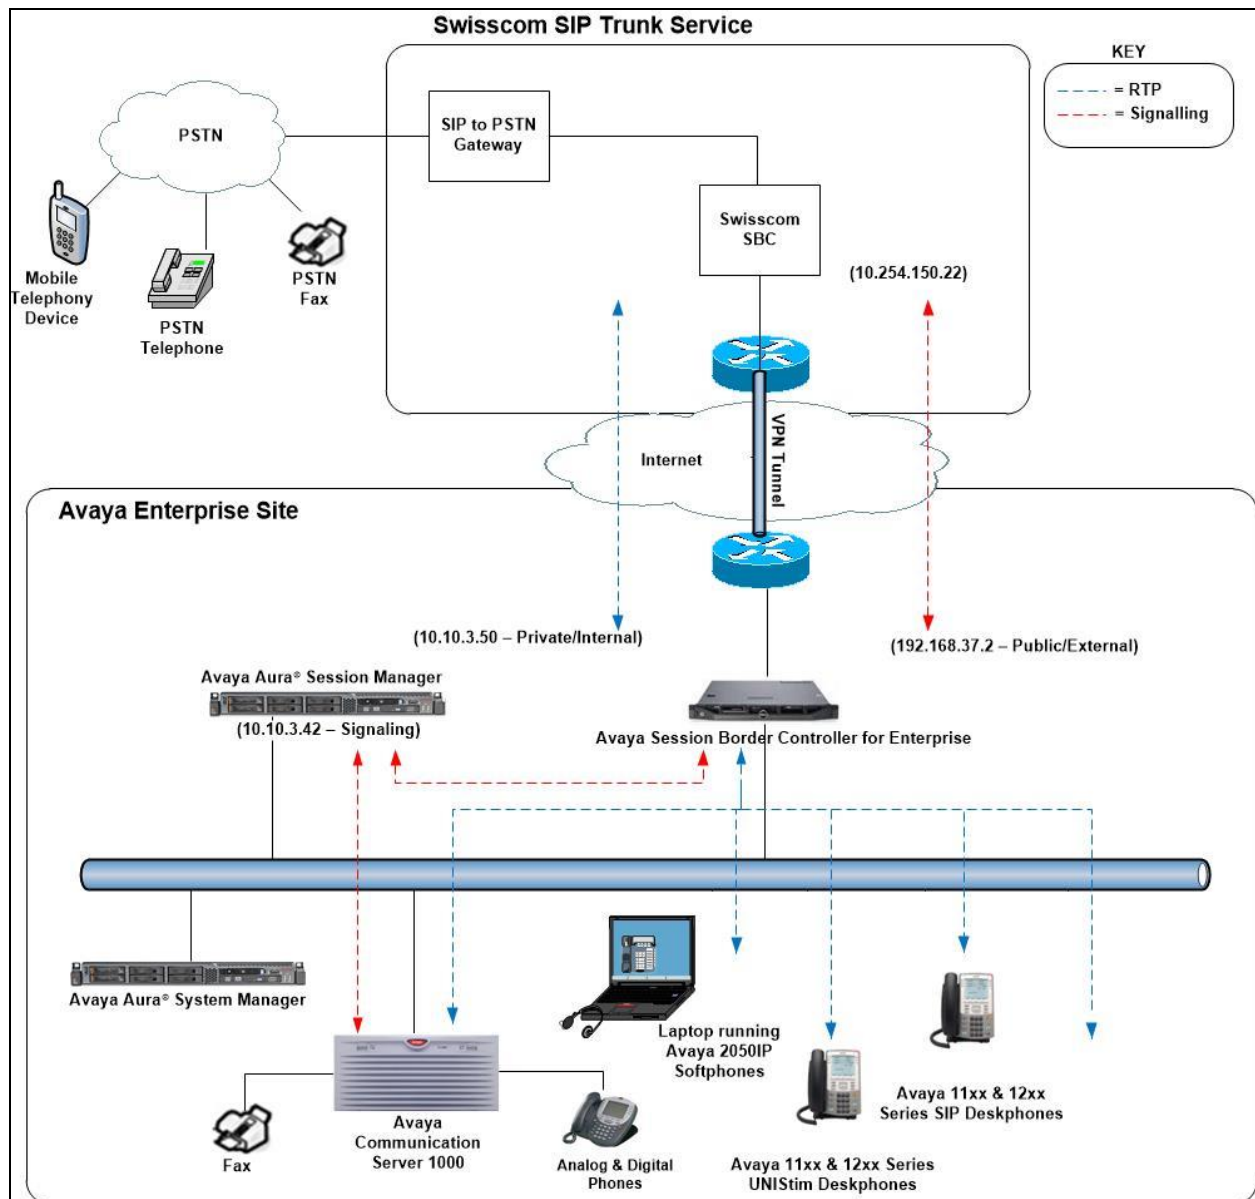 Swisscom SIP Trunk Service
KEY
= RTP
= Signalling
SIP to PSTN
Gateway
PSTN
Swisscom
SBC
(10.254.150.22)
Mobile
Telephony
Device
PSTN
Fax
PSTN
Telephone
Internet
VPN Tunnel
Avaya Enterprise Site
(10.10.3.50 – Private/Internal)
(192.168.37.2 – Public/External)
Avaya Aura® Session Manager
(10.10.3.42 – Signaling)
Avaya Session Border Controller for Enterprise
Avaya Aura® System Manager
Laptop running
Avaya 2050IP
Softphones
Avaya 11xx & 12xx
Series SIP Deskphones
Fax
Avaya
Communication
Server 1000
Analog & Digital
Phones
Avaya 11xx & 12xx Series
UNIStim Deskphones